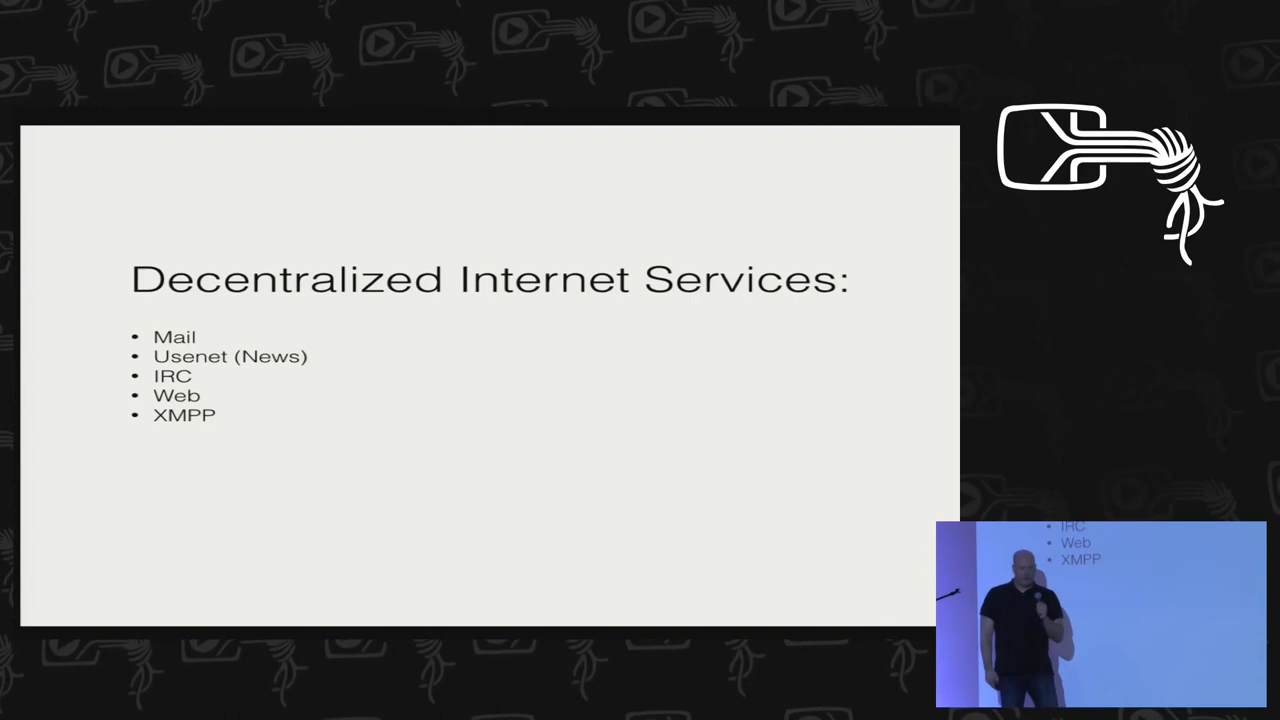 Decentralized Internet Services:
• Mail
• Usenet (News)
• IRC
• Web
• XMPP
• IRC
• Web
• XMPP